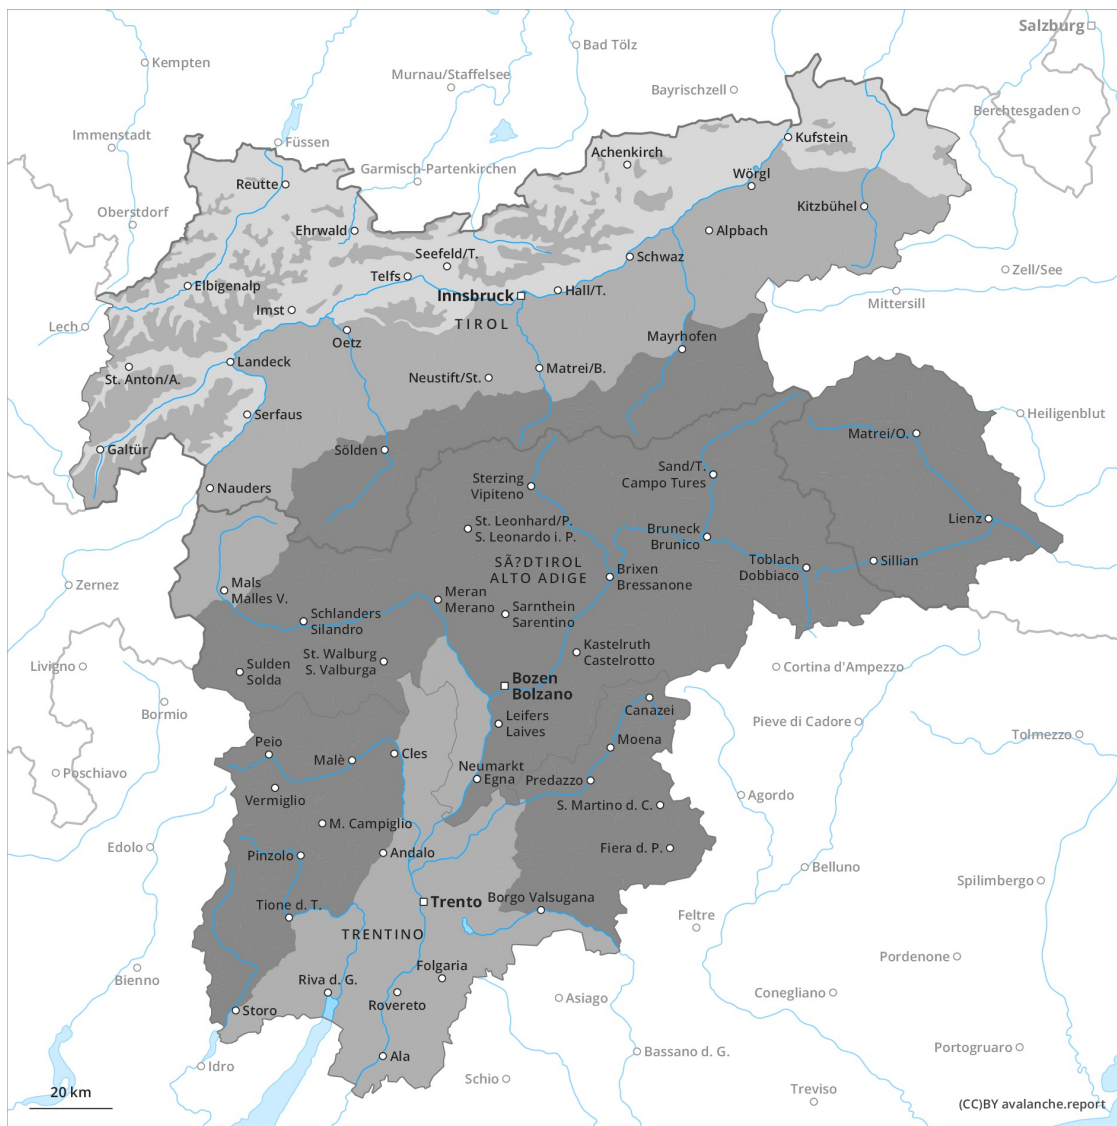 Salzburg
Bad Tölz
Kempten
Murnau/Staffelsee
Bayrischzell
Berchtesgaden
Immenstadt
Füssen
Kufstein
Achenkirch
Garmisch-Partenkirchen
Wörgl
Reutte
Kitzbühel
Oberstdorf
Ehrwald
Alpbach
Seefeld/T.
Schwaz
Zell/See
Telfs
Elbigenalp
Hall/T.
Innsbruck
Mittersill
Imst
TIROL
Lech
Oetz
Mayrhofen
Landeck
Matrei/B.
St. Anton/A.
Neustift/St.
Serfaus
Heiligenblut
Matrei/O.
Galtür
Sölden
Sand/T.
Campo Tures
Sterzing
Vipiteno
Nauders
Lienz
St. Leonhard/P.
S. Leonardo i. P.
Bruneck
Brunico
SÃ?DTIROL
ALTO ADIGE
Toblach
Dobbiaco
Sillian
Brixen
Bressanone
Zernez
Mals
Malles V.
Meran
Merano
Sarnthein
Sarentino
Schlanders
Silandro
Kastelruth
Castelrotto
St. Walburg
S. Valburga
Livigno
Sulden
Solda
Cortina d'Ampezzo
Bozen
Bolzano
Canazei
Bormio
Leifers
Laives
Pieve di Cadore
Tolmezzo
Moena
Peio
Cles
Malè
Neumarkt
Egna
Predazzo
Poschiavo
Vermiglio
Agordo
S. Martino d. C.
M. Campiglio
Edolo
Pinzolo
Andalo
Fiera d. P.
Belluno
Spilimbergo
Trento
Borgo Valsugana
Tione d. T.
Feltre
TRENTINO
Pordenone
Bienno
Folgaria
Riva d. G.
Rovereto
Conegliano
Asiago
Storo
Portogruaro
Ala
Bassano d. G.
Idro
Schio
Treviso
20 km
(CC)BY avalanche.report